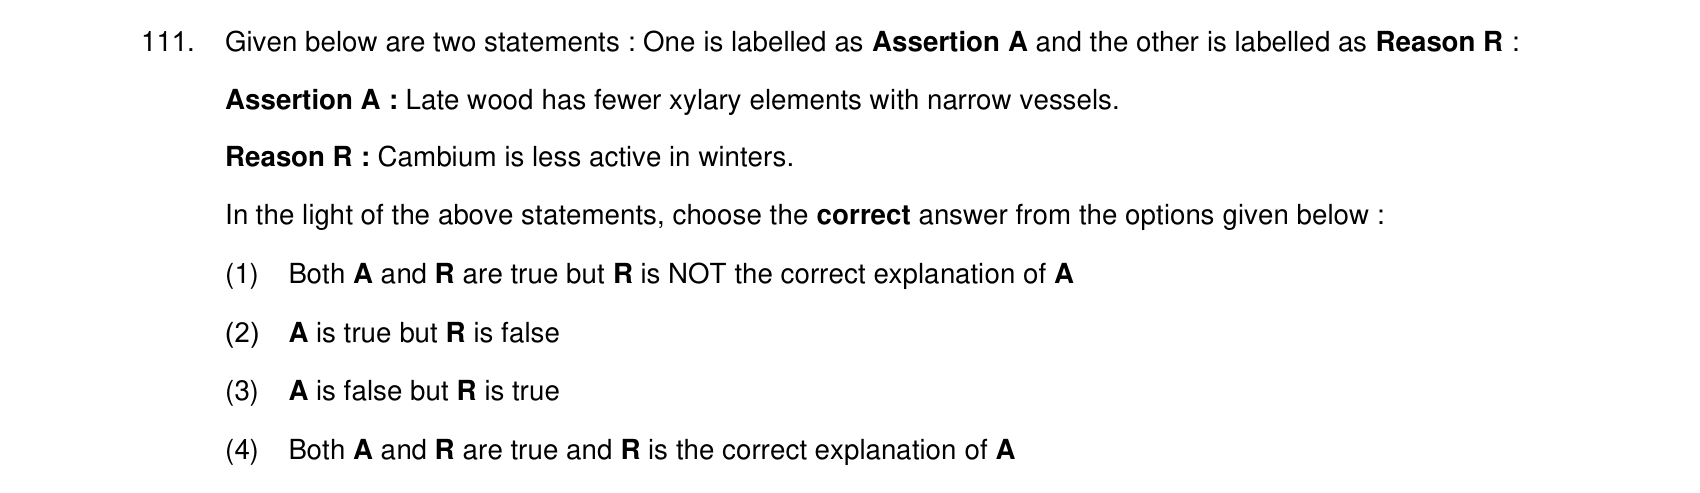 111. Given below are two statements : One is labelled as Assertion A and the other is labelled as Reason R :
Assertion A : Late wood has fewer xylary elements with narrow vessels.
Reason R : Cambium is less active in winters.
In the light of the above statements, choose the correct answer from the options given below :
(1) Both A and R are true but R is NOT the correct explanation of A
(2) A is true but R is false
(3) A is false but R is true
(4) Both A and R are true and R is the correct explanation of A